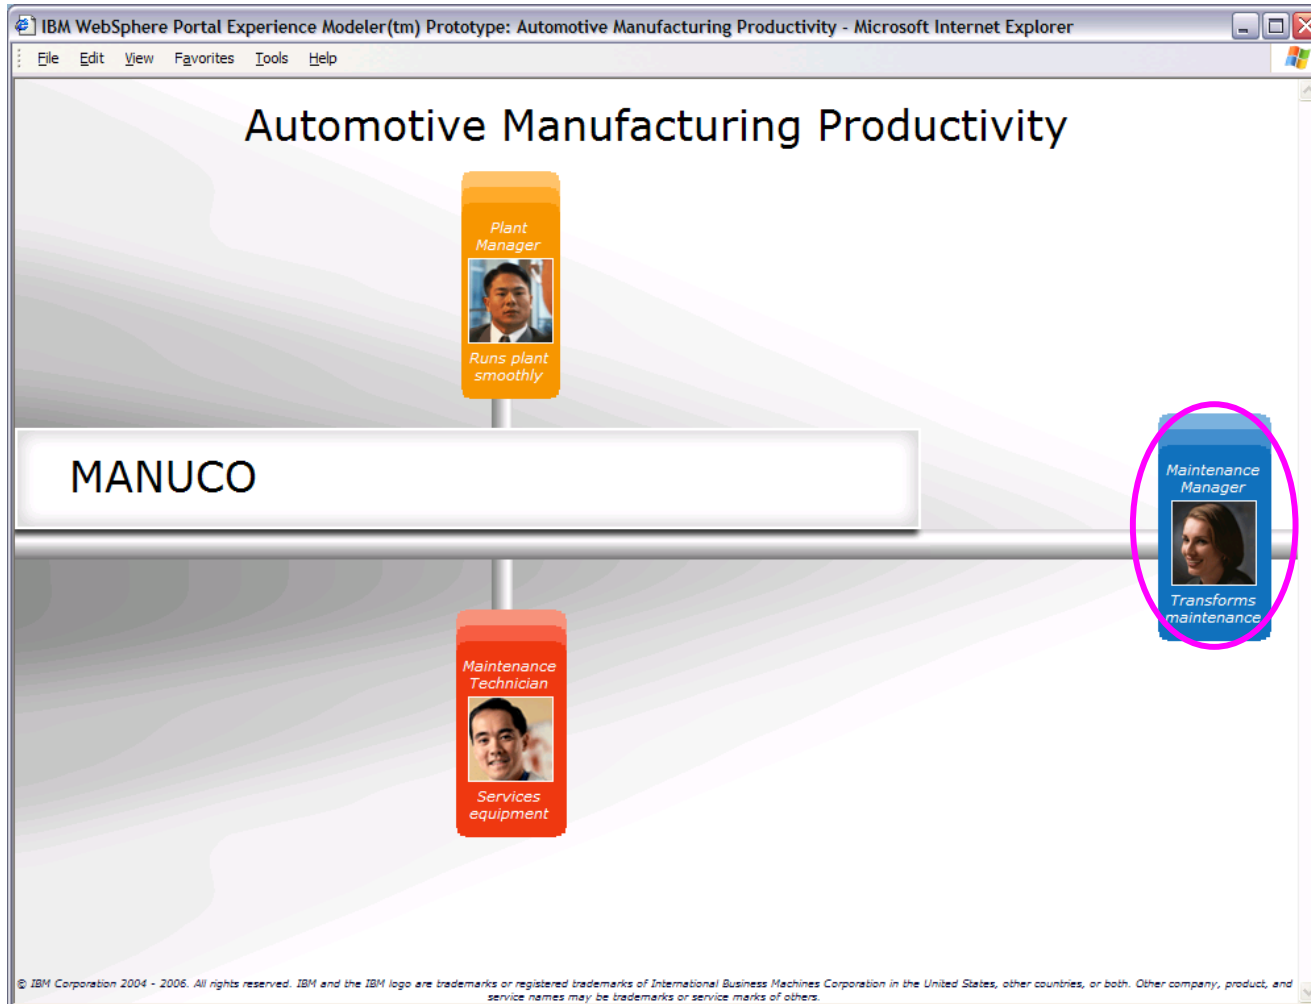 IBM WebSphere Portal Experience Modeler(tm) Prototype: Automotive Manufacturing Productivity - Microsoft Internet Explorer
File Edit View Favorites Tools Help
Automotive Manufacturing Productivity
Plant
Manager
Runs plant
smoothly
MANUCO
Maintenance
Manager
Transforms
maintenance
Maintenance
Technician
Services
equipment
© IBM Corporation 2004 - 2006. All rights reserved. IBM and the IBM logo are trademarks or registered trademarks of International Business Machines Corporation in the United States, other countries, or both. Other company, product, and
service names may be trademarks or service marks of others.